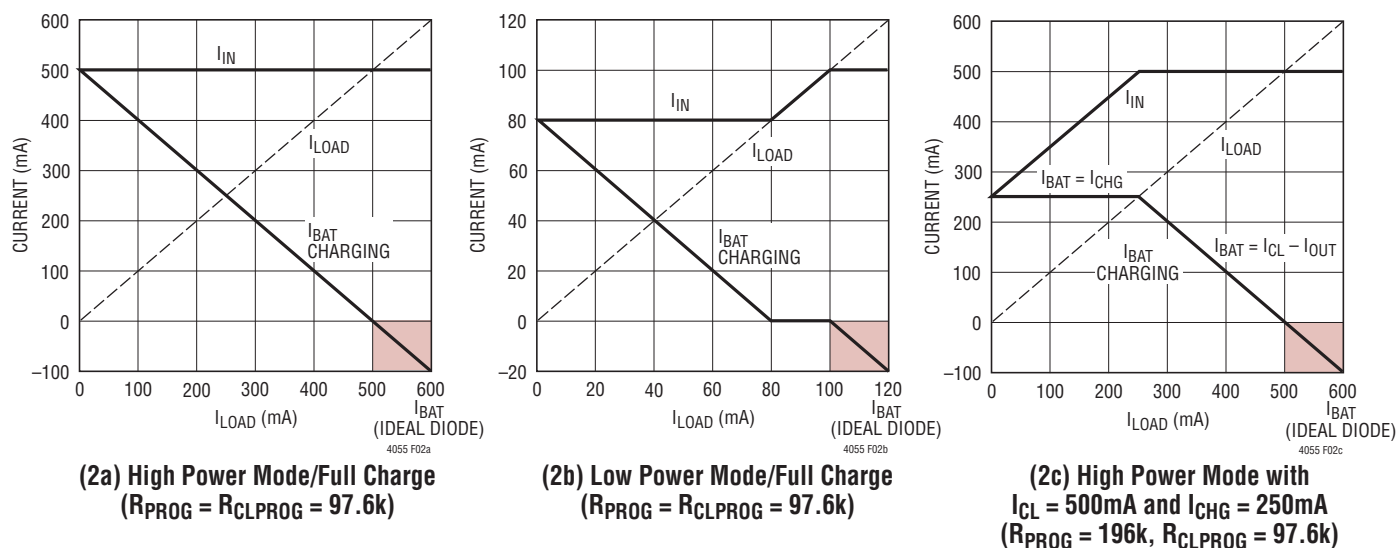 600
500
400
300
200
100
0
–100
CURRENT (mA)
I_IN
I_LOAD
I_BAT
CHARGING
0
100
200
300
400
500
600
I_LOAD (mA)
I_BAT
(IDEAL DIODE)
4055 F02a
(2a) High Power Mode/Full Charge
(R_PROG = R_CLPROG = 97.6k)
120
100
80
60
40
20
0
–20
CURRENT (mA)
I_IN
I_LOAD
I_BAT
CHARGING
0
20
40
60
80
100
120
I_LOAD (mA)
I_BAT
(IDEAL DIODE)
4055 F02b
(2b) Low Power Mode/Full Charge
(R_PROG = R_CLPROG = 97.6k)
600
500
400
300
200
100
0
–100
CURRENT (mA)
I_IN
I_LOAD
I_BAT = I_CHG
I_BAT
CHARGING
I_BAT = I_CL – I_OUT
0
100
200
300
400
500
600
I_LOAD (mA)
I_BAT
(IDEAL DIODE)
4055 F02c
(2c) High Power Mode with
I_CL = 500mA and I_CHG = 250mA
(R_PROG = 196k, R_CLPROG = 97.6k)